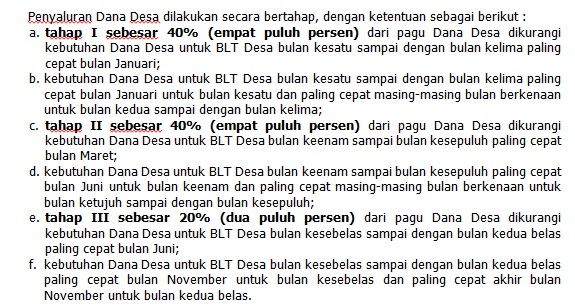 Penyaluran Dana Desa dilakukan secara bertahap, dengan ketentuan sebagai berikut :
a. tahap I sebesar 40% (empat puluh persen) dari pagu Dana Desa dikurangi
kebutuhan Dana Desa untuk BLT Desa bulan kesatu sampai dengan bulan kelima paling
cepat bulan Januari;
b. kebutuhan Dana Desa untuk BLT Desa bulan kesatu sampai dengan bulan kelima paling
cepat bulan Januari untuk bulan kesatu dan paling cepat masing-masing bulan berkenaan
untuk bulan kedua sampai dengan bulan kelima;
c. tahap II sebesar 40% (empat puluh persen) dari pagu Dana Desa dikurangi
kebutuhan Dana Desa untuk BLT Desa bulan keenam sampai bulan kesepuluh paling cepat
bulan Maret;
d. kebutuhan Dana Desa untuk BLT Desa bulan keenam sampai bulan kesepuluh paling cepat
bulan Juni untuk bulan keenam dan paling cepat masing-masing bulan berkenaan untuk
bulan ketujuh sampai dengan bulan kesepuluh;
e. tahap III sebesar 20% (dua puluh persen) dari pagu Dana Desa dikurangi
kebutuhan Dana Desa untuk BLT Desa bulan kesebelas sampai dengan bulan kedua belas
paling cepat bulan Juni;
f. kebutuhan Dana Desa untuk BLT Desa bulan kesebelas sampai dengan bulan kedua belas
paling cepat bulan November untuk bulan kesebelas dan paling cepat akhir bulan
November untuk bulan kedua belas.